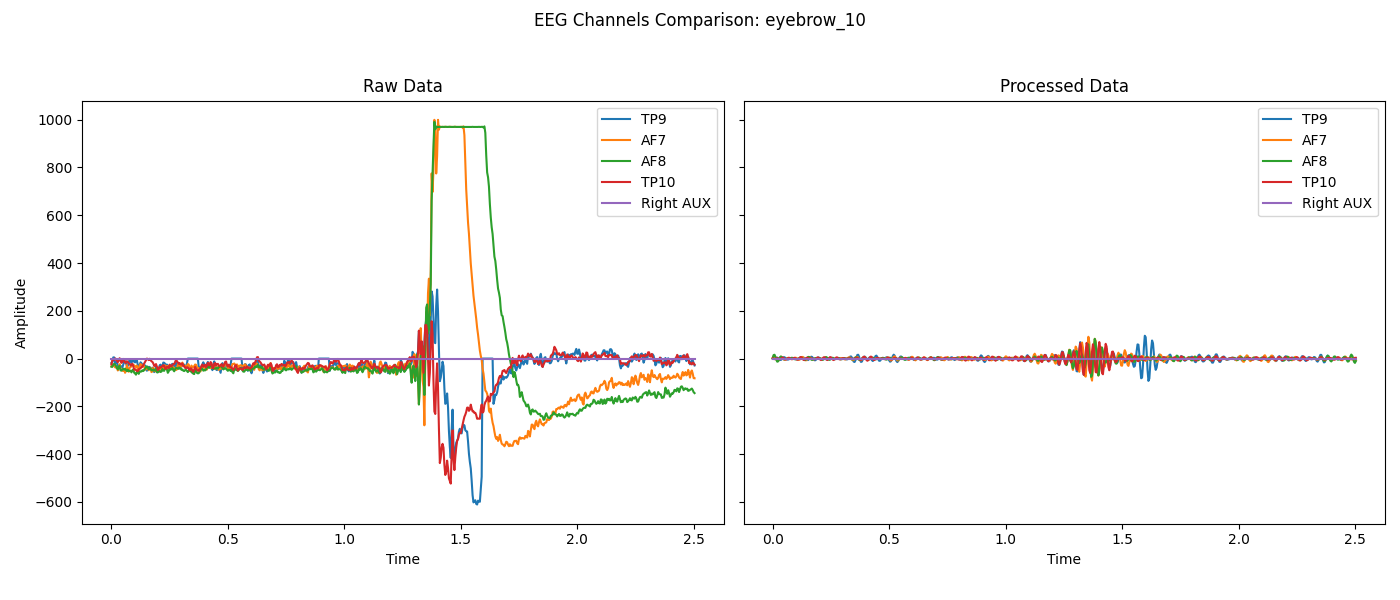 EEG Channels Comparison: eyebrow_10
Raw Data
Amplitude
1000
800
600
400
200
0
−200
−400
−600
0.0 0.5 1.0 1.5 2.0 2.5
Time
TP9
AF7
AF8
TP10
Right AUX
Processed Data
TP9
AF7
AF8
TP10
Right AUX
0.0 0.5 1.0 1.5 2.0 2.5
Time